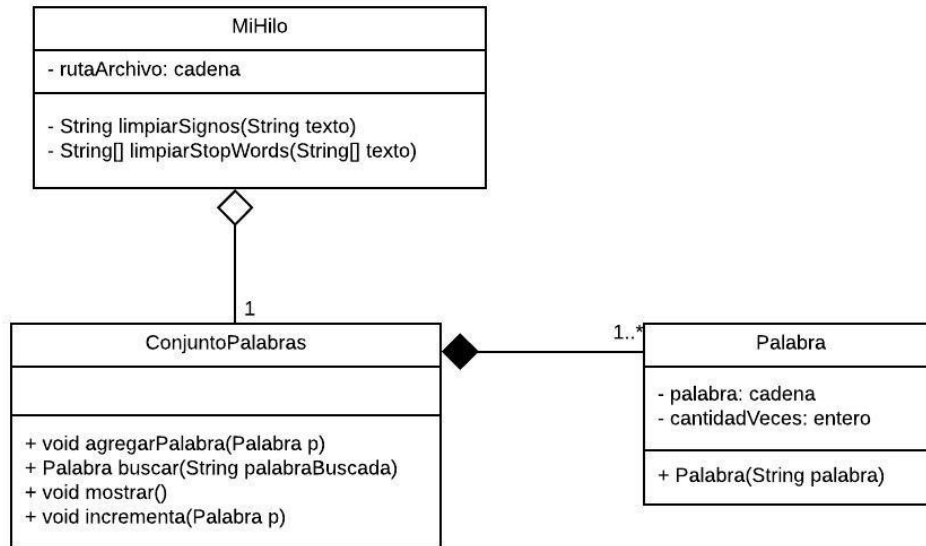 MiHilo
- rutaArchivo: cadena
- String limpiarSignos(String texto)
- String[] limpiarStopWords(String[] texto)
1
ConjuntoPalabras
+ void agregarPalabra(Palabra p)
+ Palabra buscar(String palabraBuscada)
+ void mostrar()
+ void incrementa(Palabra p)
1..*
Palabra
- palabra: cadena
- cantidadVeces: entero
+ Palabra(String palabra)